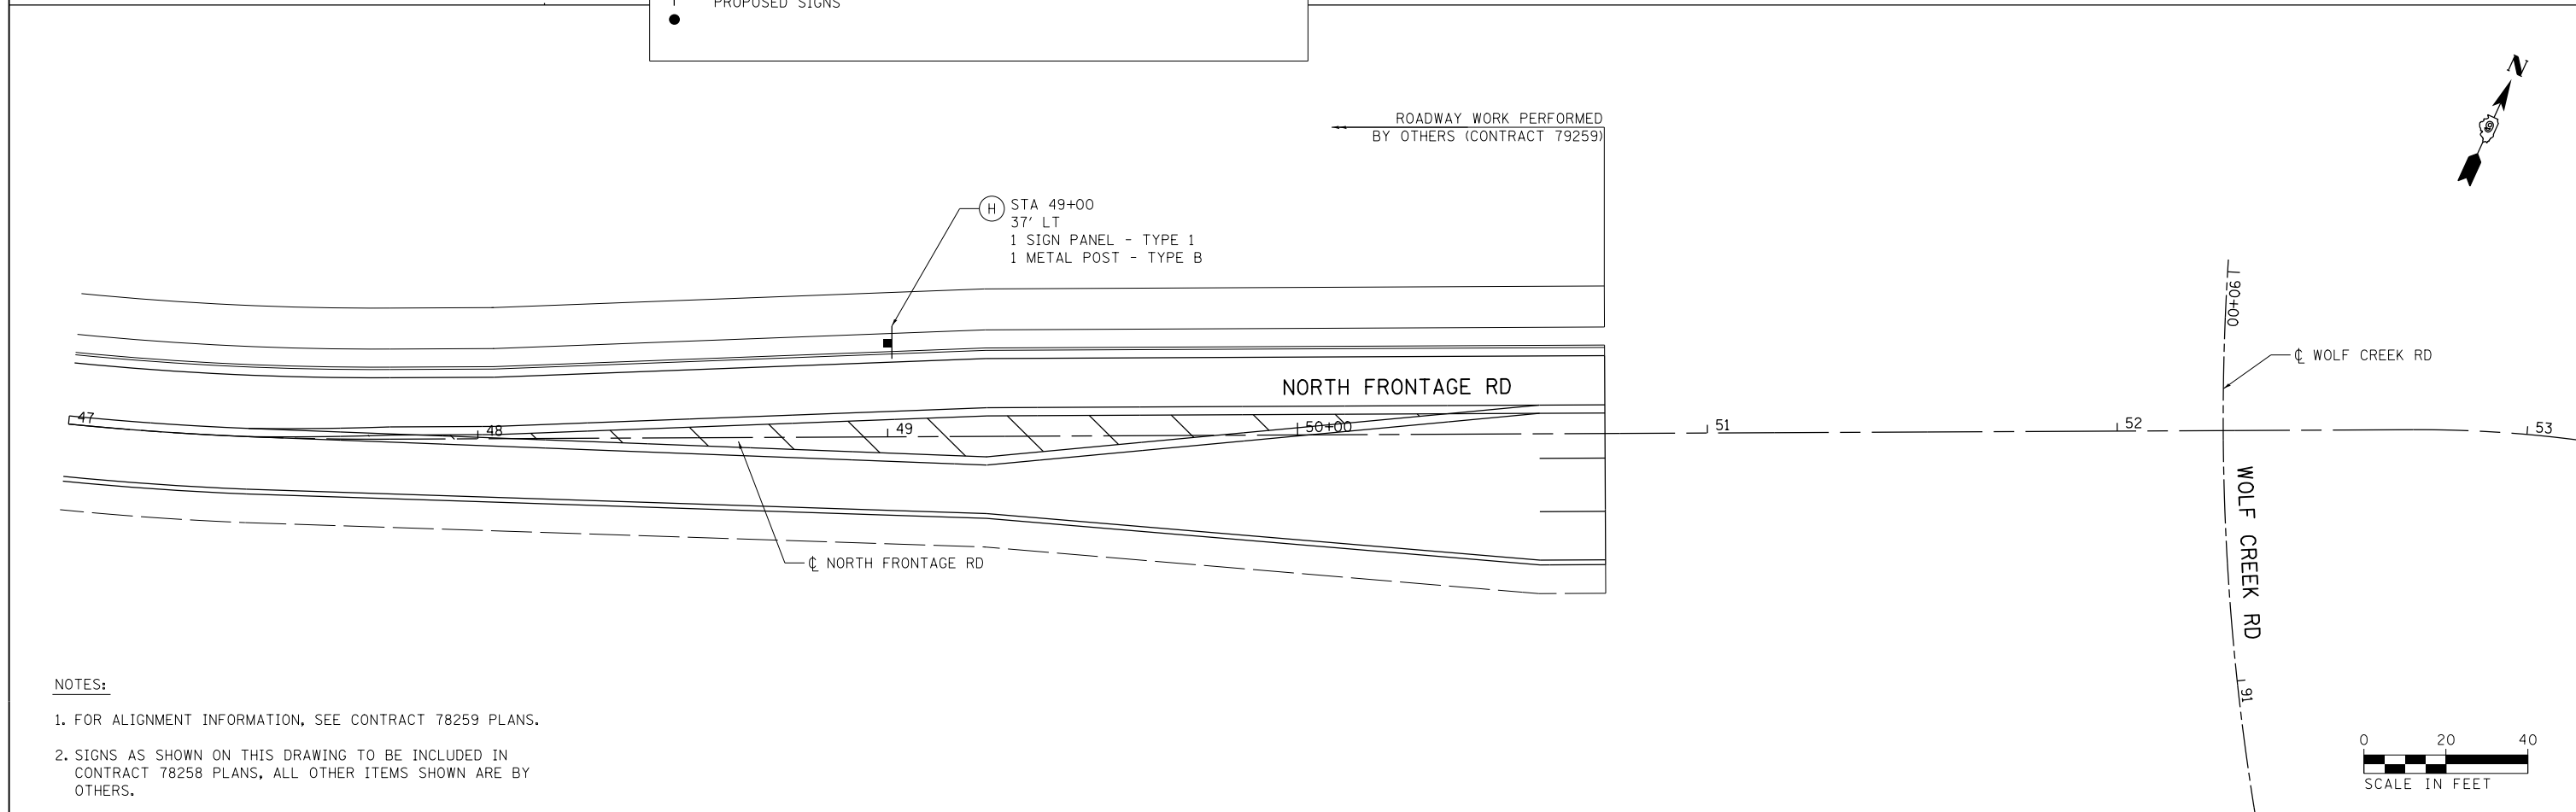 PROPOSED SIGNS
N
ROADWAY WORK PERFORMED
BY OTHERS (CONTRACT 79259)
H
STA 49+00
37' LT
1 SIGN PANEL - TYPE 1
1 METAL POST - TYPE B
90+00
℄ WOLF CREEK RD
NORTH FRONTAGE RD
47
48
49
50+00
51
52
53
WOLF CREEK RD
℄ NORTH FRONTAGE RD
91
NOTES:
1. FOR ALIGNMENT INFORMATION, SEE CONTRACT 78259 PLANS.
2. SIGNS AS SHOWN ON THIS DRAWING TO BE INCLUDED IN
CONTRACT 78258 PLANS, ALL OTHER ITEMS SHOWN ARE BY
OTHERS.
0 20 40
SCALE IN FEET